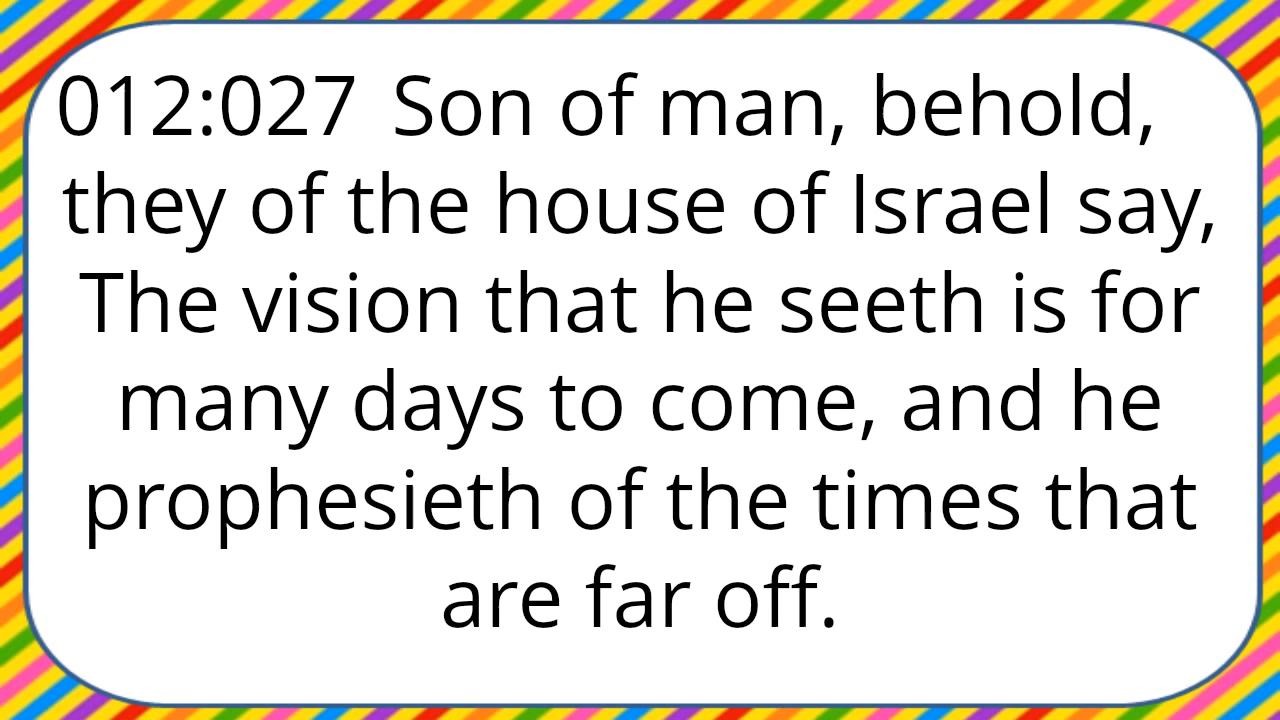 012:027 Son of man, behold,
they of the house of Israel say,
The vision that he seeth is for
many days to come, and he
prophesieth of the times that
are far off.